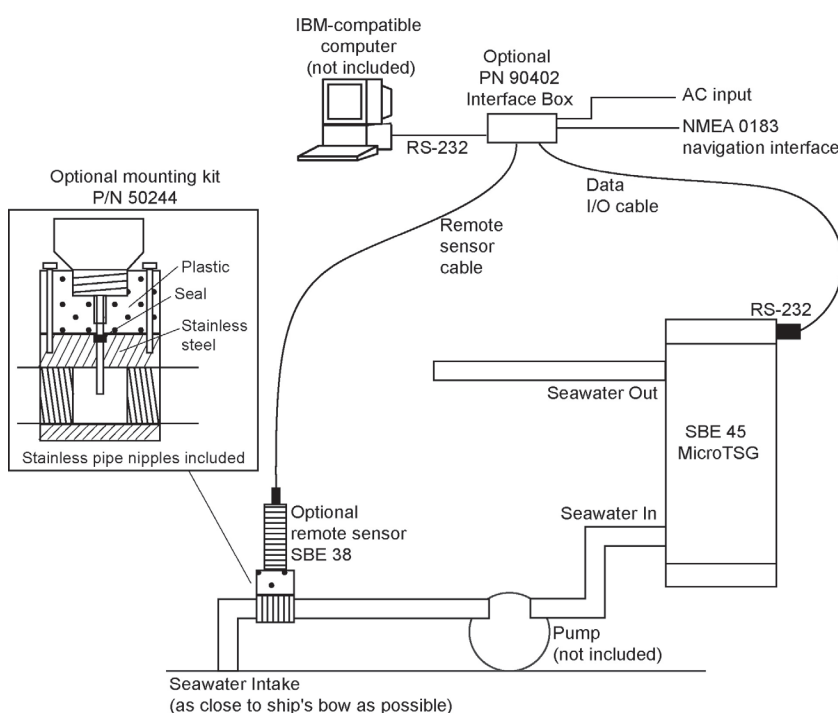 IBM-compatible
computer
(not included)
Optional
PN 90402
Interface Box
AC input
NMEA 0183
navigation interface
RS-232
Optional mounting kit
P/N 50244
Data
I/O cable
Remote
sensor
cable
Plastic
Seal
Stainless
steel
RS-232
Seawater Out
SBE 45
MicroTSG
Stainless pipe nipples included
Optional
remote sensor
SBE 38
Seawater In
Pump
(not included)
Seawater Intake
(as close to ship's bow as possible)